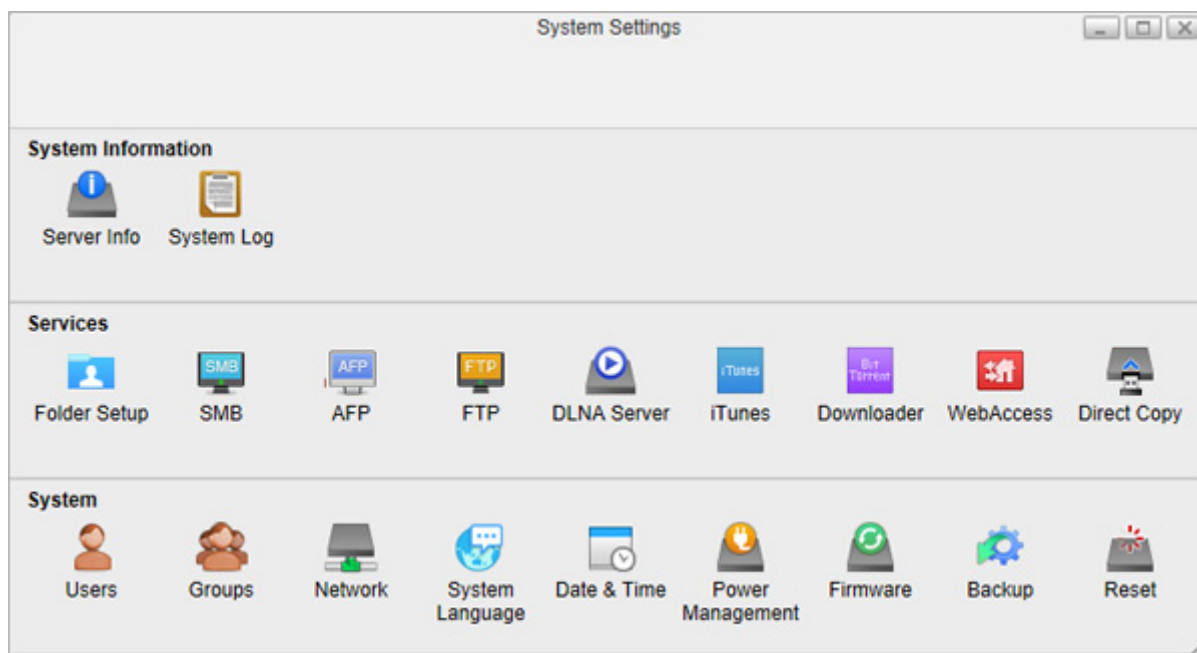 System Settings
System Information
Server Info
System Log
Services
SMB
AFP
FTP
iTunes
Bit
Torrent
Folder Setup
SMB
AFP
FTP
DLNA Server
iTunes
Downloader
WebAccess
Direct Copy
System
Users
Groups
Network
System
Language
Date & Time
Power
Management
Firmware
Backup
Reset